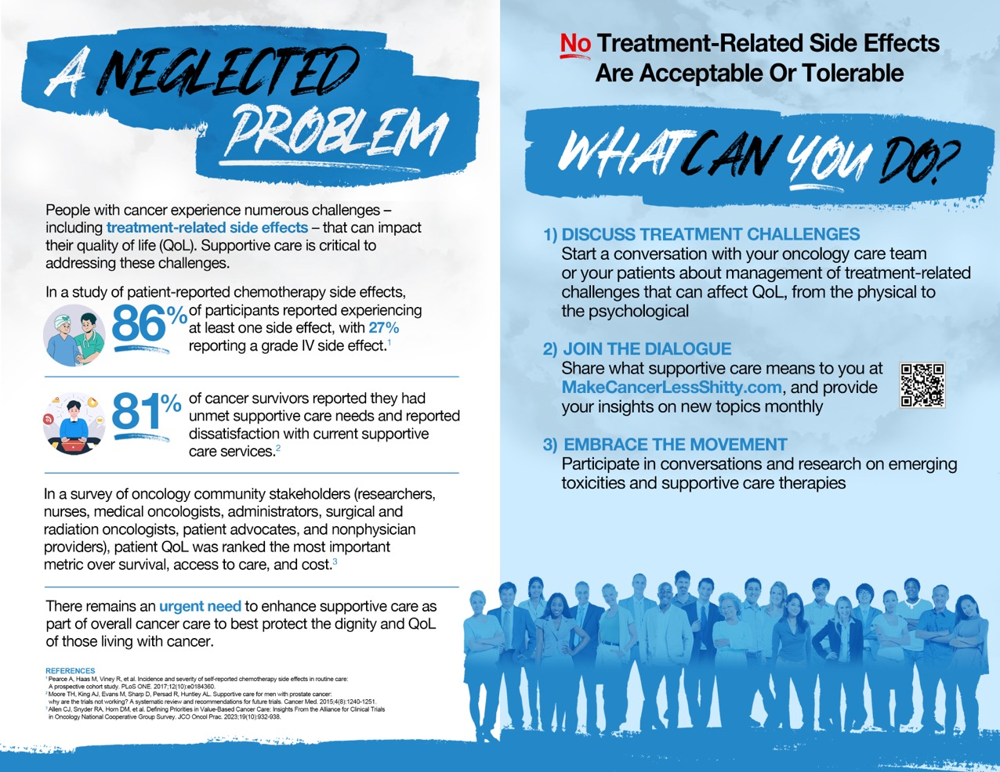 A NEGLECTED
PROBLEM
People with cancer experience numerous challenges –
including treatment-related side effects – that can impact
their quality of life (QoL). Supportive care is critical to
addressing these challenges.
In a study of patient-reported chemotherapy side effects,
86% of participants reported experiencing
at least one side effect, with 27%
reporting a grade IV side effect.1
81% of cancer survivors reported they had
unmet supportive care needs and reported
dissatisfaction with current supportive
care services.2
In a survey of oncology community stakeholders (researchers,
nurses, medical oncologists, administrators, surgical and
radiation oncologists, patient advocates, and nonphysician
providers), patient QoL was ranked the most important
metric over survival, access to care, and cost.3
There remains an urgent need to enhance supportive care as
part of overall cancer care to best protect the dignity and QoL
of those living with cancer.
REFERENCES
1 Pearce A, Haas M, Viney R, et al. Incidence and severity of self-reported chemotherapy side effects in routine care:
A prospective cohort study. PLoS ONE. 2017;12(10):e0184360.
2 Moore TH, King AJ, Evans M, Sharp D, Persad R, Huntley AL. Supportive care for men with prostate cancer:
why are the trials not working? A systematic review and recommendations for future trials. Cancer Med. 2015;4(8):1240-1251.
3 Allen CJ, Snyder RA, Horn DM, et al. Defining Priorities in Value-Based Cancer Care: Insights From the Alliance for Clinical Trials
in Oncology National Cooperative Group Survey. JCO Oncol Prac. 2023;19(10):932-938.
No Treatment-Related Side Effects
Are Acceptable Or Tolerable
WHAT CAN YOU DO?
1) DISCUSS TREATMENT CHALLENGES
Start a conversation with your oncology care team
or your patients about management of treatment-related
challenges that can affect QoL, from the physical to
the psychological
2) JOIN THE DIALOGUE
Share what supportive care means to you at
MakeCancerLessShitty.com, and provide
your insights on new topics monthly
3) EMBRACE THE MOVEMENT
Participate in conversations and research on emerging
toxicities and supportive care therapies